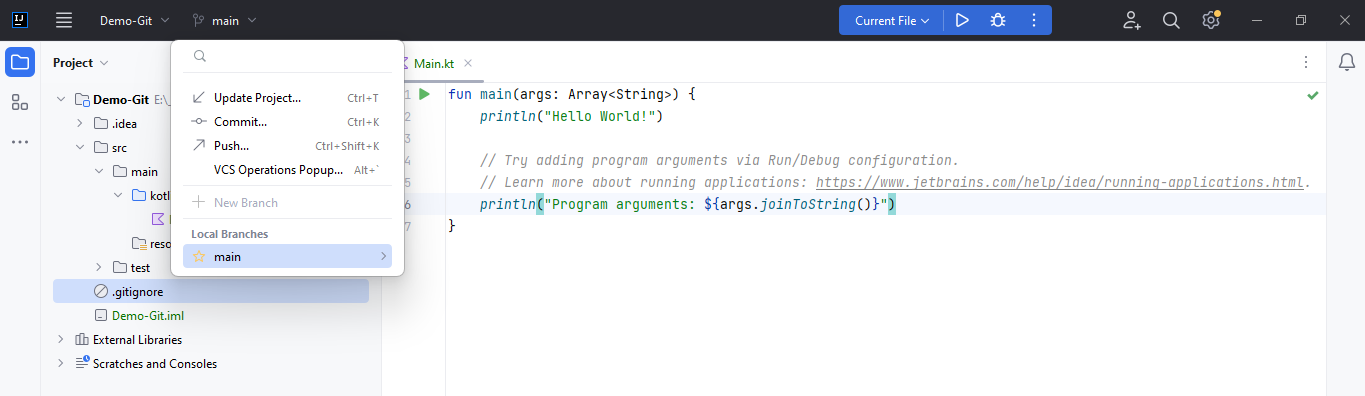 IJ
Demo-Git
main
Current File
Project
Main.kt
Demo-Git E:\
.idea
src
main
kotl
reso
test
.gitignore
Demo-Git.iml
External Libraries
Scratches and Consoles
Update Project... Ctrl+T
Commit... Ctrl+K
Push... Ctrl+Shift+K
VCS Operations Popup... Alt+`
New Branch
Local Branches
main
1 fun main(args: Array<String>) {
2 println("Hello World!")
3
4 // Try adding program arguments via Run/Debug configuration.
5 // Learn more about running applications: https://www.jetbrains.com/help/idea/running-applications.html.
6 println("Program arguments: ${args.joinToString()}")
7 }